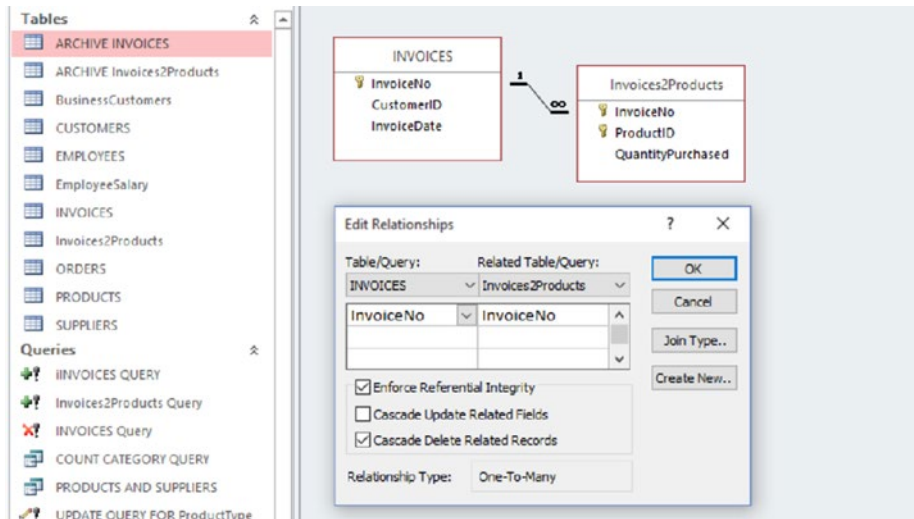 Tables
ARCHIVE INVOICES
ARCHIVE Invoices2Products
BusinessCustomers
CUSTOMERS
EMPLOYEES
EmployeeSalary
INVOICES
Invoices2Products
ORDERS
PRODUCTS
SUPPLIERS
Queries
iINVOICES QUERY
Invoices2Products Query
INVOICES Query
COUNT CATEGORY QUERY
PRODUCTS AND SUPPLIERS
UPDATE QUERY FOR ProductType
INVOICES
InvoiceNo
CustomerID
InvoiceDate
1
∞
Invoices2Products
InvoiceNo
ProductID
QuantityPurchased
Edit Relationships
? ×
Table/Query: Related Table/Query:
INVOICES Invoices2Products
InvoiceNo InvoiceNo
Enforce Referential Integrity
Cascade Update Related Fields
Cascade Delete Related Records
Relationship Type: One-To-Many
OK
Cancel
Join Type..
Create New..